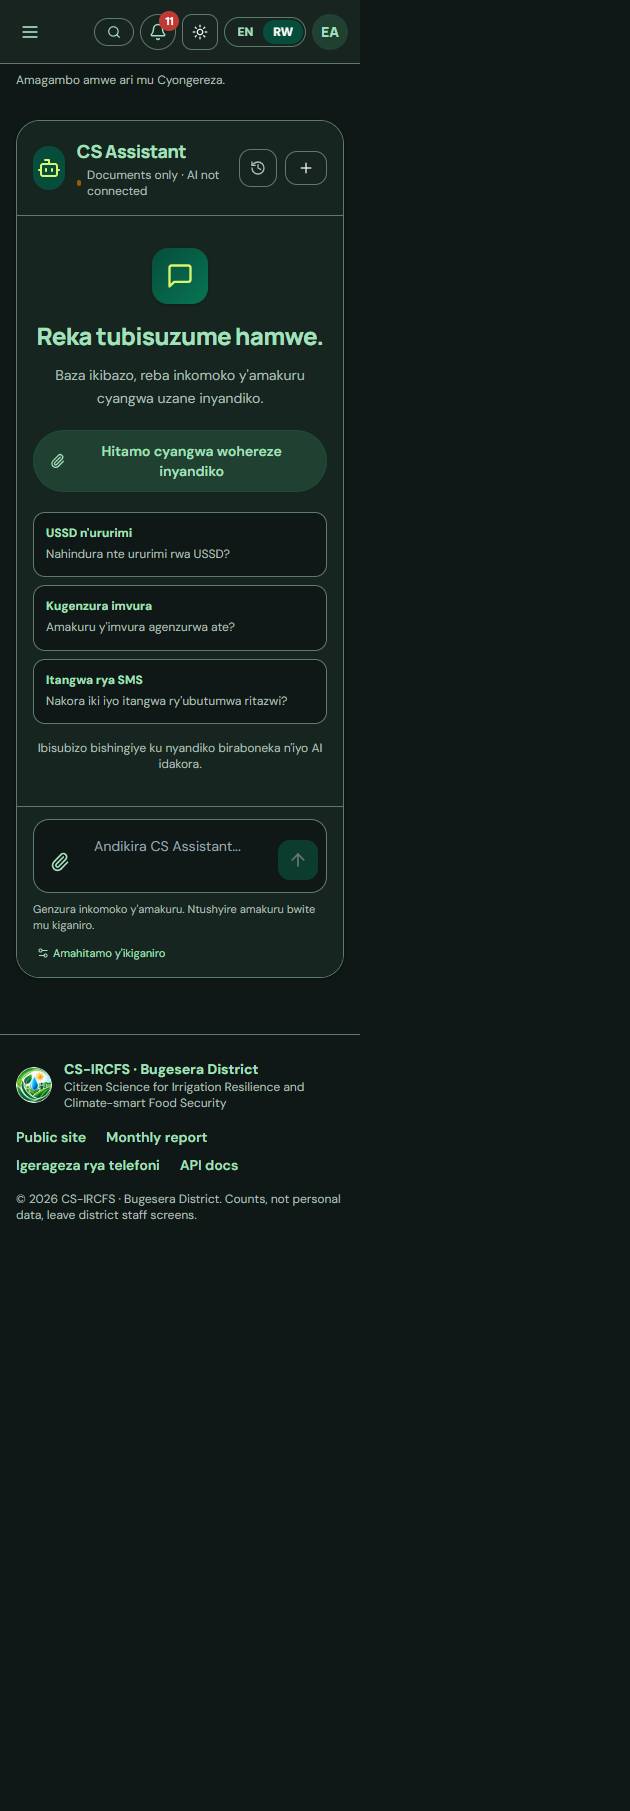 11
EN RW EA
Amagambo amwe ari mu Cyongereza.
CS Assistant
Documents only · AI not
connected
Reka tubisuzume hamwe.
Baza ikibazo, reba inkomoko y'amakuru
cyangwa uzane inyandiko.
Hitamo cyangwa wohereze
inyandiko
USSD n'ururimi
Nahindura nte ururimi rwa USSD?
Kugenzura imvura
Amakuru y'imvura agenzurwa ate?
Itangwa rya SMS
Nakora iki iyo itangwa ry'ubutumwa ritazwi?
Ibisubizo bishingiye ku nyandiko biraboneka n'iyo AI
idakora.
Andikira CS Assistant...
Genzura inkomoko y'amakuru. Ntushyire amakuru bwite
mu kiganiro.
Amahitamo y'ikiganiro
CS-IRCFS · Bugesera District
Citizen Science for Irrigation Resilience and
Climate-smart Food Security
Public site Monthly report
Igerageza rya telefoni API docs
© 2026 CS-IRCFS · Bugesera District. Counts, not personal
data, leave district staff screens.